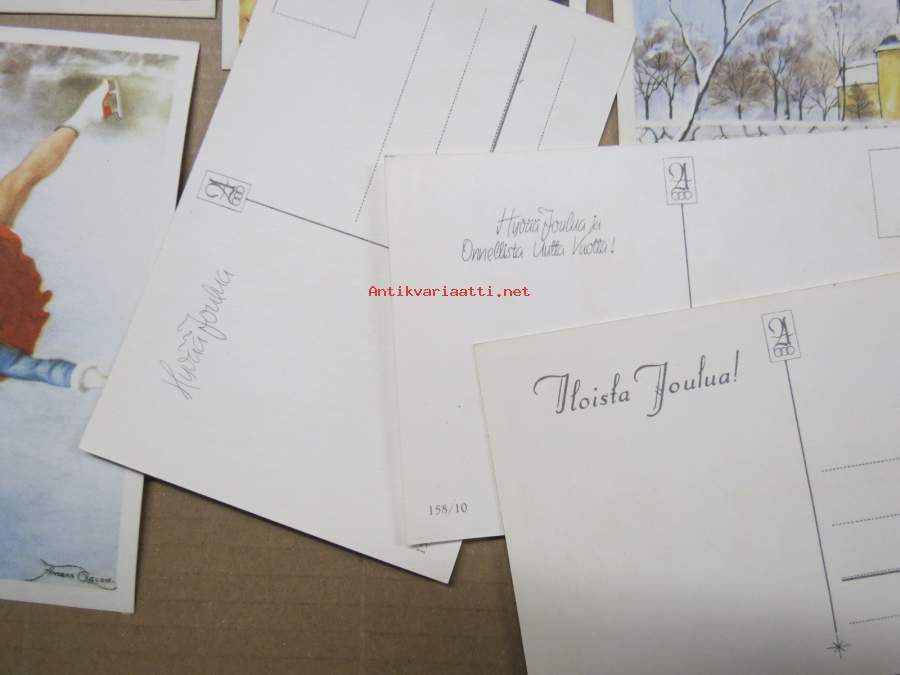 Hyvää Joulua ja
Onnellista Uutta Vuotta!
Antikvariaatti.net
Hyvää Joulua
Iloista Joulua!
158/10